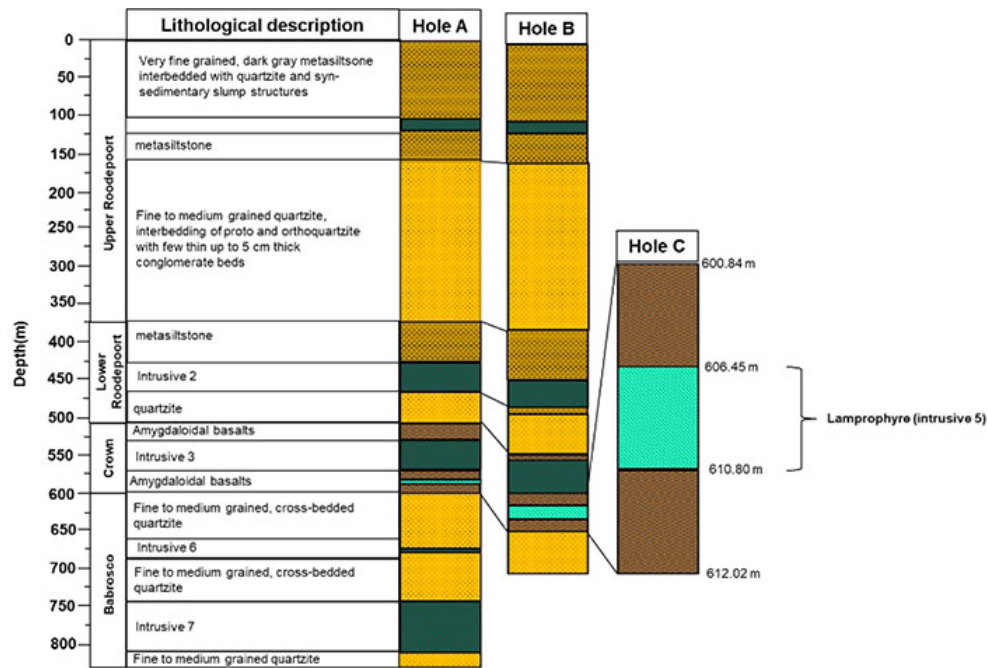 Lithological description
Hole A
Hole B
0
50
100
150
200
250
300
350
400
450
500
550
600
650
700
750
800
Depth(m)
Upper Roodepoort
Lower
Roodepoort
Crown
Babrosco
Very fine grained, dark gray metasiltsone
interbedded with quartzite and syn-
sedimentary slump structures
metasiltstone
Fine to medium grained quartzite,
interbedding of proto and orthoquartzite
with few thin up to 5 cm thick
conglomerate beds
metasiltstone
Intrusive 2
quartzite
Amygdaloidal basalts
Intrusive 3
Amygdaloidal basalts
Fine to medium grained, cross-bedded
quartzite
Intrusive 6
Fine to medium grained, cross-bedded
quartzite
Intrusive 7
Fine to medium grained quartzite
Hole C
600.84 m
606.45 m
Lamprophyre (intrusive 5)
610.80 m
612.02 m